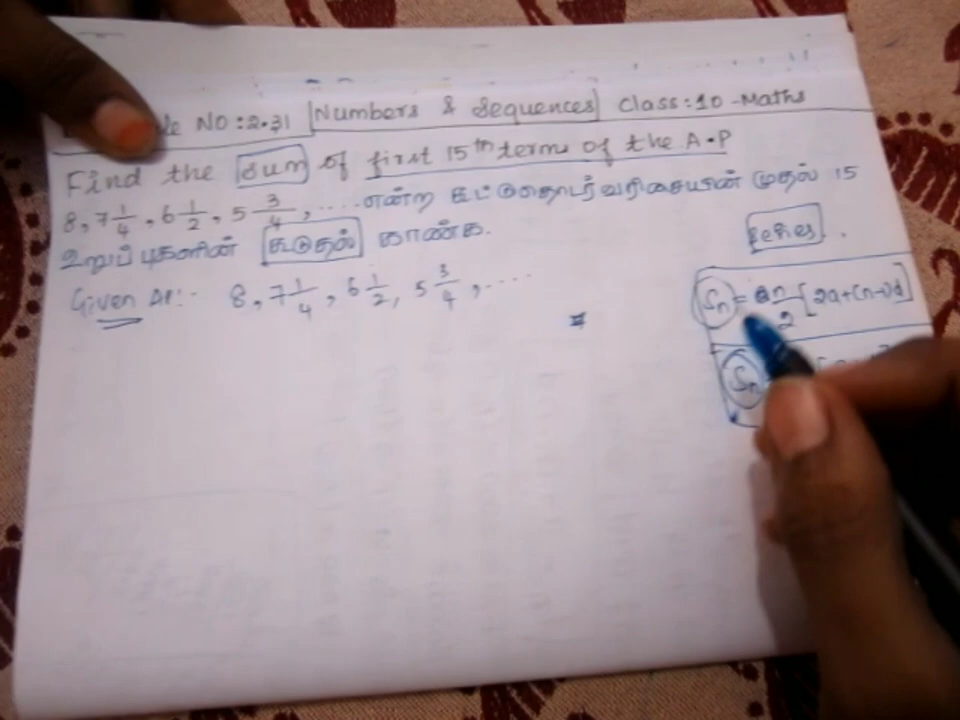 NO:2.31 Numbers & Sequences Class:10 -Maths
Find the sum of first 15th terms of the A.P
8, 7 1/4, 6 1/2, 5 3/4, ..... என்ற கூட்டுதொடர் வரிசையின் முதல் 15
உறுப்புகளின் கூடுதல் காண்க.
Series.
Given AP:- 8, 7 1/4, 6 1/2, 5 3/4, ....
Sn = n/2 [2a+(n-1)d]
Sn